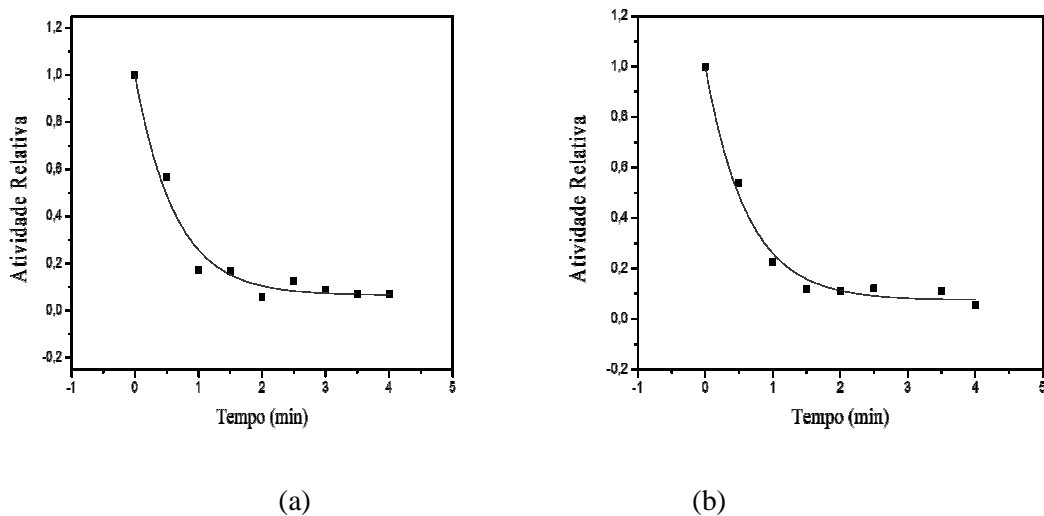 1,2
1,0
0,8
0,6
0,4
0,2
0,0
-0,2
-1 0 1 2 3 4 5
Atividade Relativa
Tempo (min)
(a)
1,2
1,0
0,8
0,6
0,4
0,2
0,0
-0,2
-1 0 1 2 3 4 5
Atividade Relativa
Tempo (min)
(b)